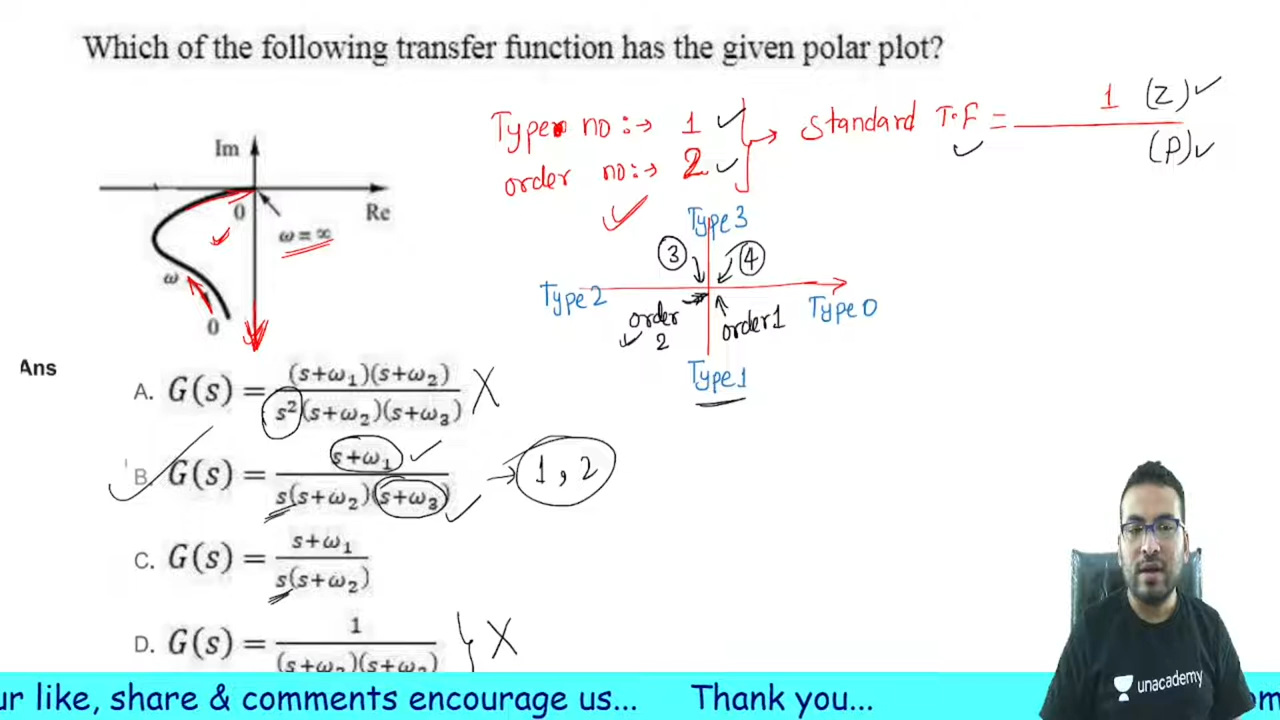 Which of the following transfer function has the given polar plot?
Type no :→ 1
order no :→ 2
Standard T.F = 1 (Z)
(P)
Im
0
Re
ω = ∞
ω
0
Type 3
3
4
Type 2
Type 0
order 2
order 1
Type 1
Ans
A. G(s) = (s+ω₁)(s+ω₂) / s²(s+ω₂)(s+ω₃) X
B. G(s) = s+ω₁ / s(s+ω₂)(s+ω₃) → 1, 2
C. G(s) = s+ω₁ / s(s+ω₂)
D. G(s) = 1 / (s+ω₂)(s+ω₃) X
unacademy
ur like, share & comments encourage us... Thank you...